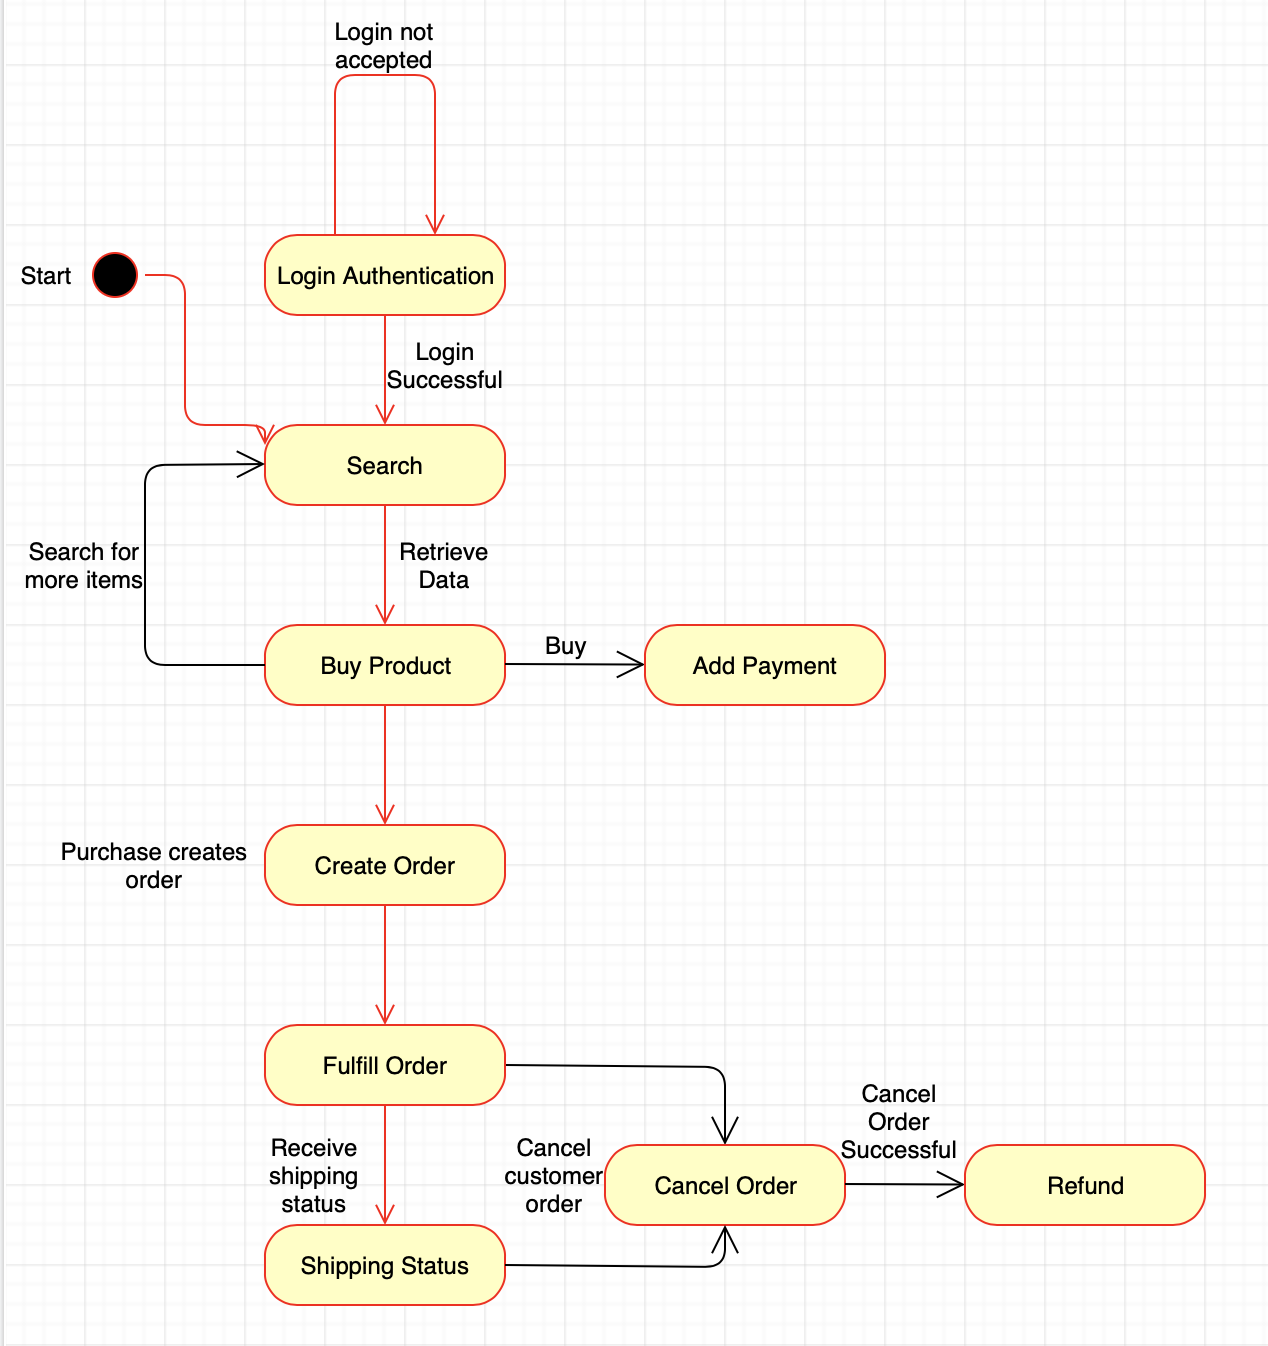 Login not
accepted
Start
Login Authentication
Login
Successful
Search
Search for
more items
Retrieve
Data
Buy Product
Buy
Add Payment
Purchase creates
order
Create Order
Fulfill Order
Receive
shipping
status
Cancel
customer
order
Cancel Order
Cancel
Order
Successful
Refund
Shipping Status